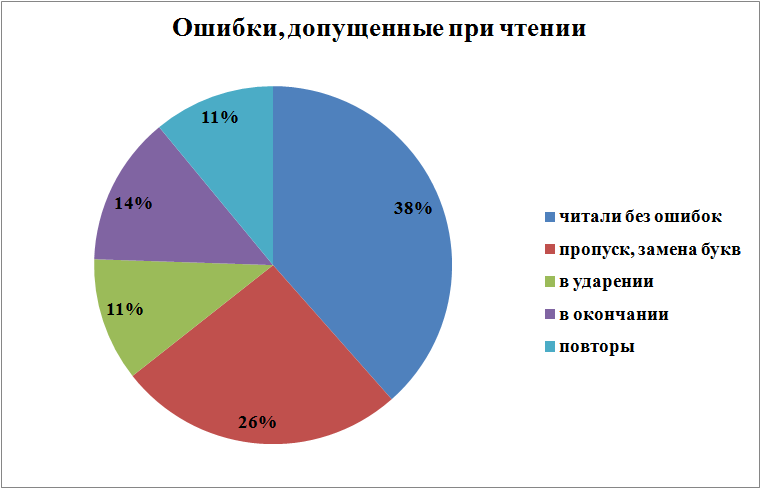 Ошибки, допущенные при чтении
11%
38%
14%
11%
26%
читали без ошибок
пропуск, замена букв
в ударении
в окончании
повторы